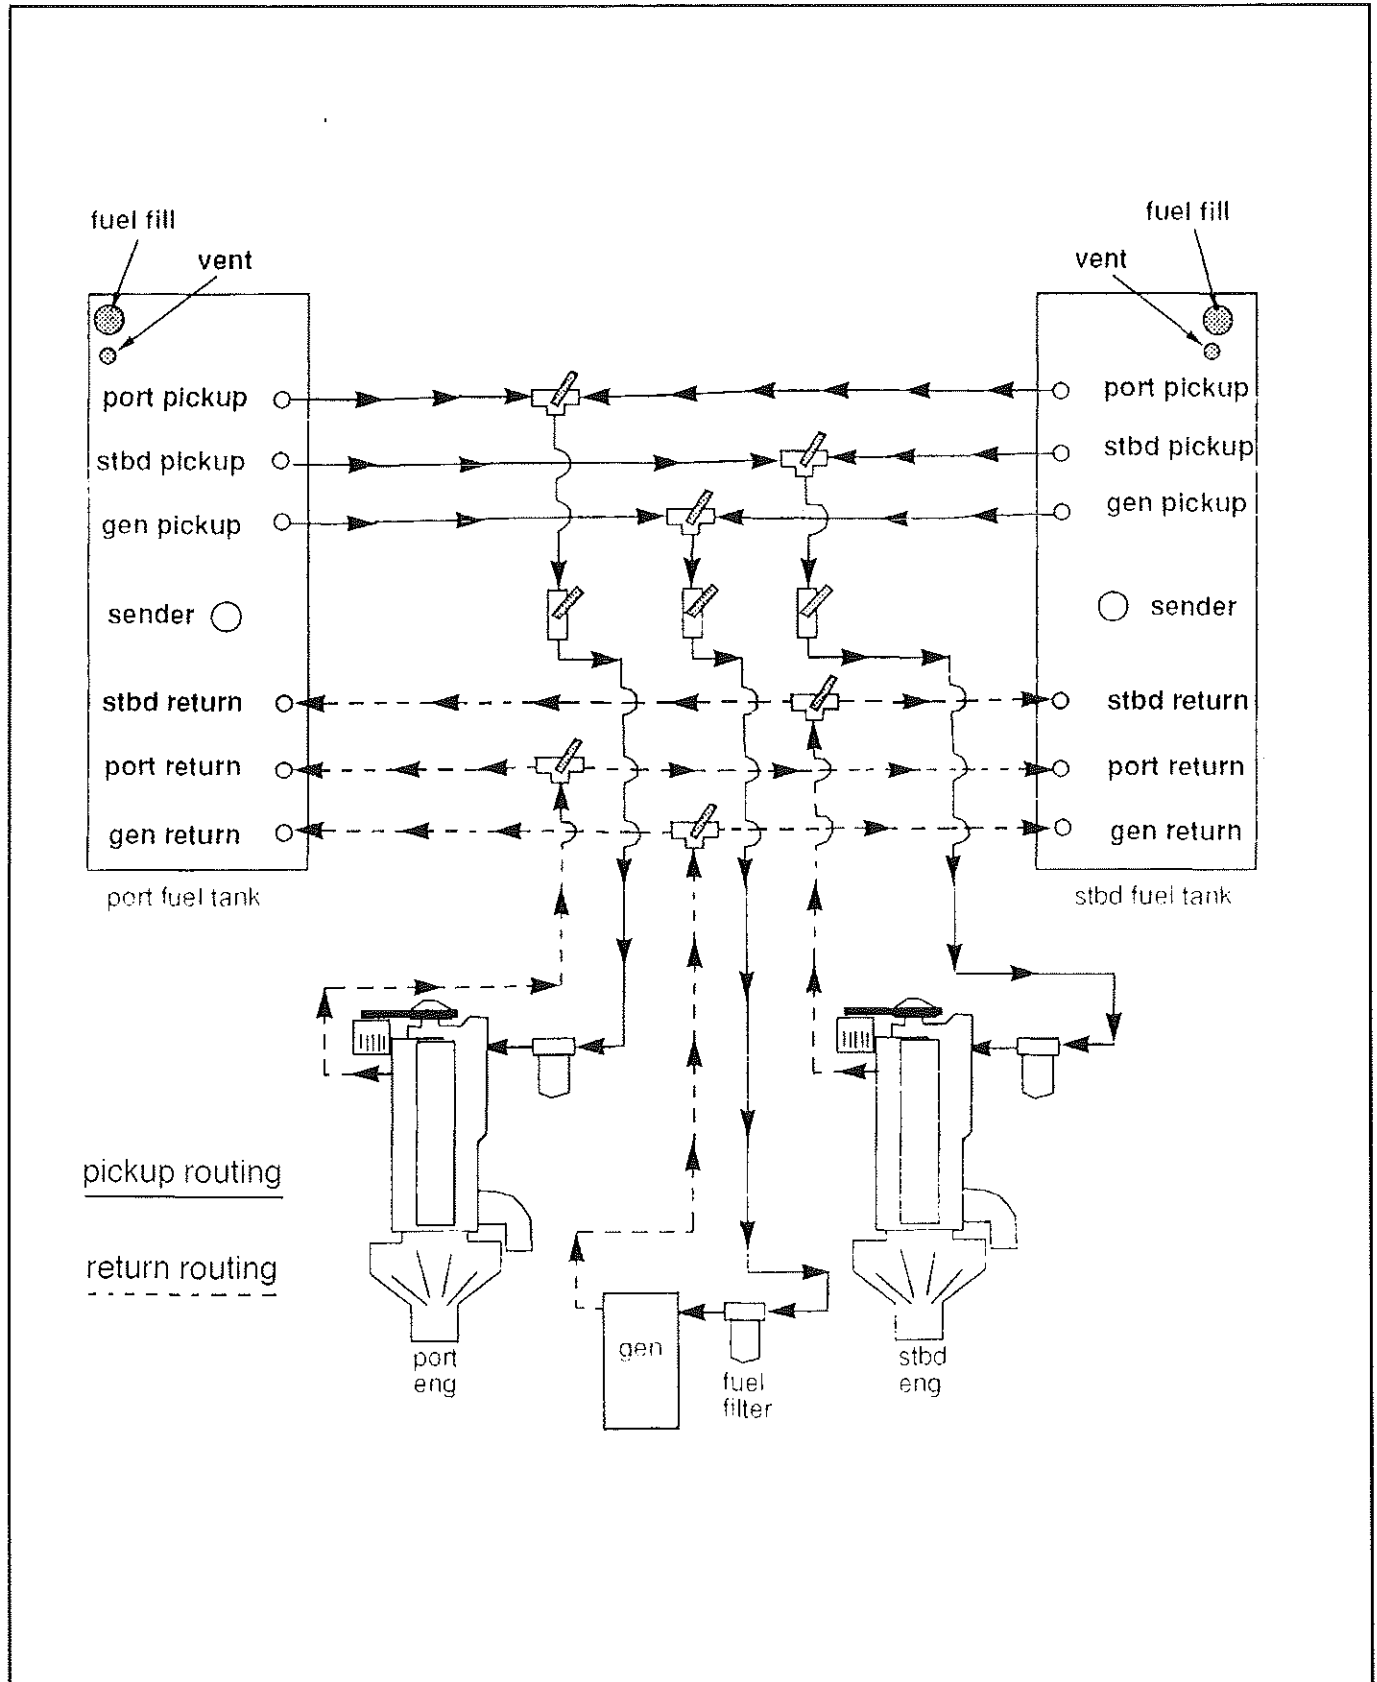 fuel fill
vent
fuel fill
vent
port pickup
stbd pickup
gen pickup
sender
stbd return
port return
gen return
port fuel tank
port pickup
stbd pickup
gen pickup
sender
stbd return
port return
gen return
stbd fuel tank
pickup routing
return routing
port
eng
gen
fuel
filter
stbd
eng